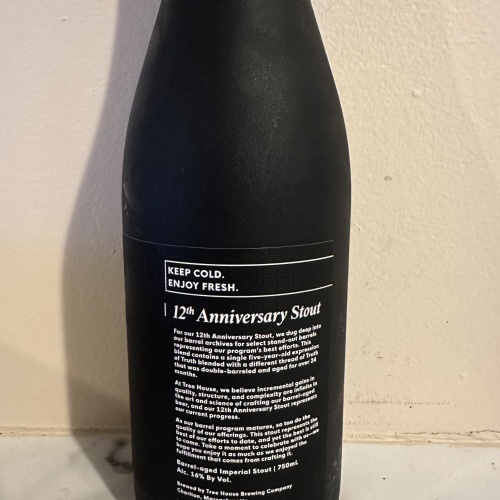 KEEP COLD.
ENJOY FRESH.
12th Anniversary Stout
For our 12th Anniversary Stout, we dug deep into
our barrel archives for select stand-out barrels
representing our program's best efforts. This
blend contains a single five-year-old expression
of Truth blended with a different thread of Truth
that was double-barreled and aged for over
months.
At Tree House, we believe incremental gains in
quality, structure, and complexity are infinite in
the art and science of crafting our barrel-aged
beer, and our 12th Anniversary Stout represents
our current progress.
As our barrel program matures, so too do the
quality of our offerings. This stout represents the
best of our efforts to date, and yet the best is still
to come. Take a moment to celebrate with us—we
hope you enjoy it as much as we enjoyed the
fulfillment that comes from crafting it.
Barrel-aged Imperial Stout | 750mL
Alc. 16% By Vol.
Brewed by Tree House Brewing Company
Charlton,